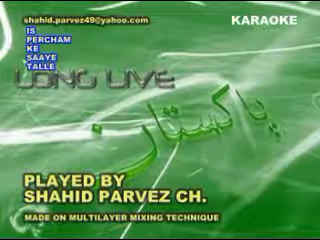 shahid.parvez49@yahoo.com
KARAOKE
IS
PERCHAM
KE
SAAYE
TALLE
LONG LIVE
پاکستان
PLAYED BY
SHAHID PARVEZ CH.
MADE ON MULTILAYER MIXING TECHNIQUE